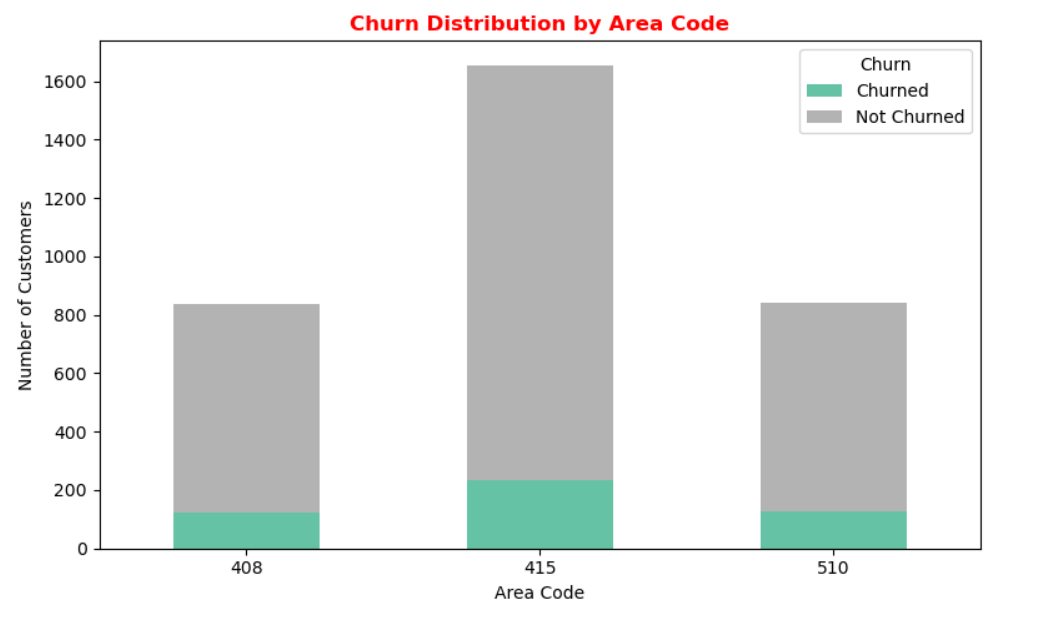 Churn Distribution by Area Code
Churn
Churned
Not Churned
Number of Customers
1600
1400
1200
1000
800
600
400
200
0
408 415 510
Area Code